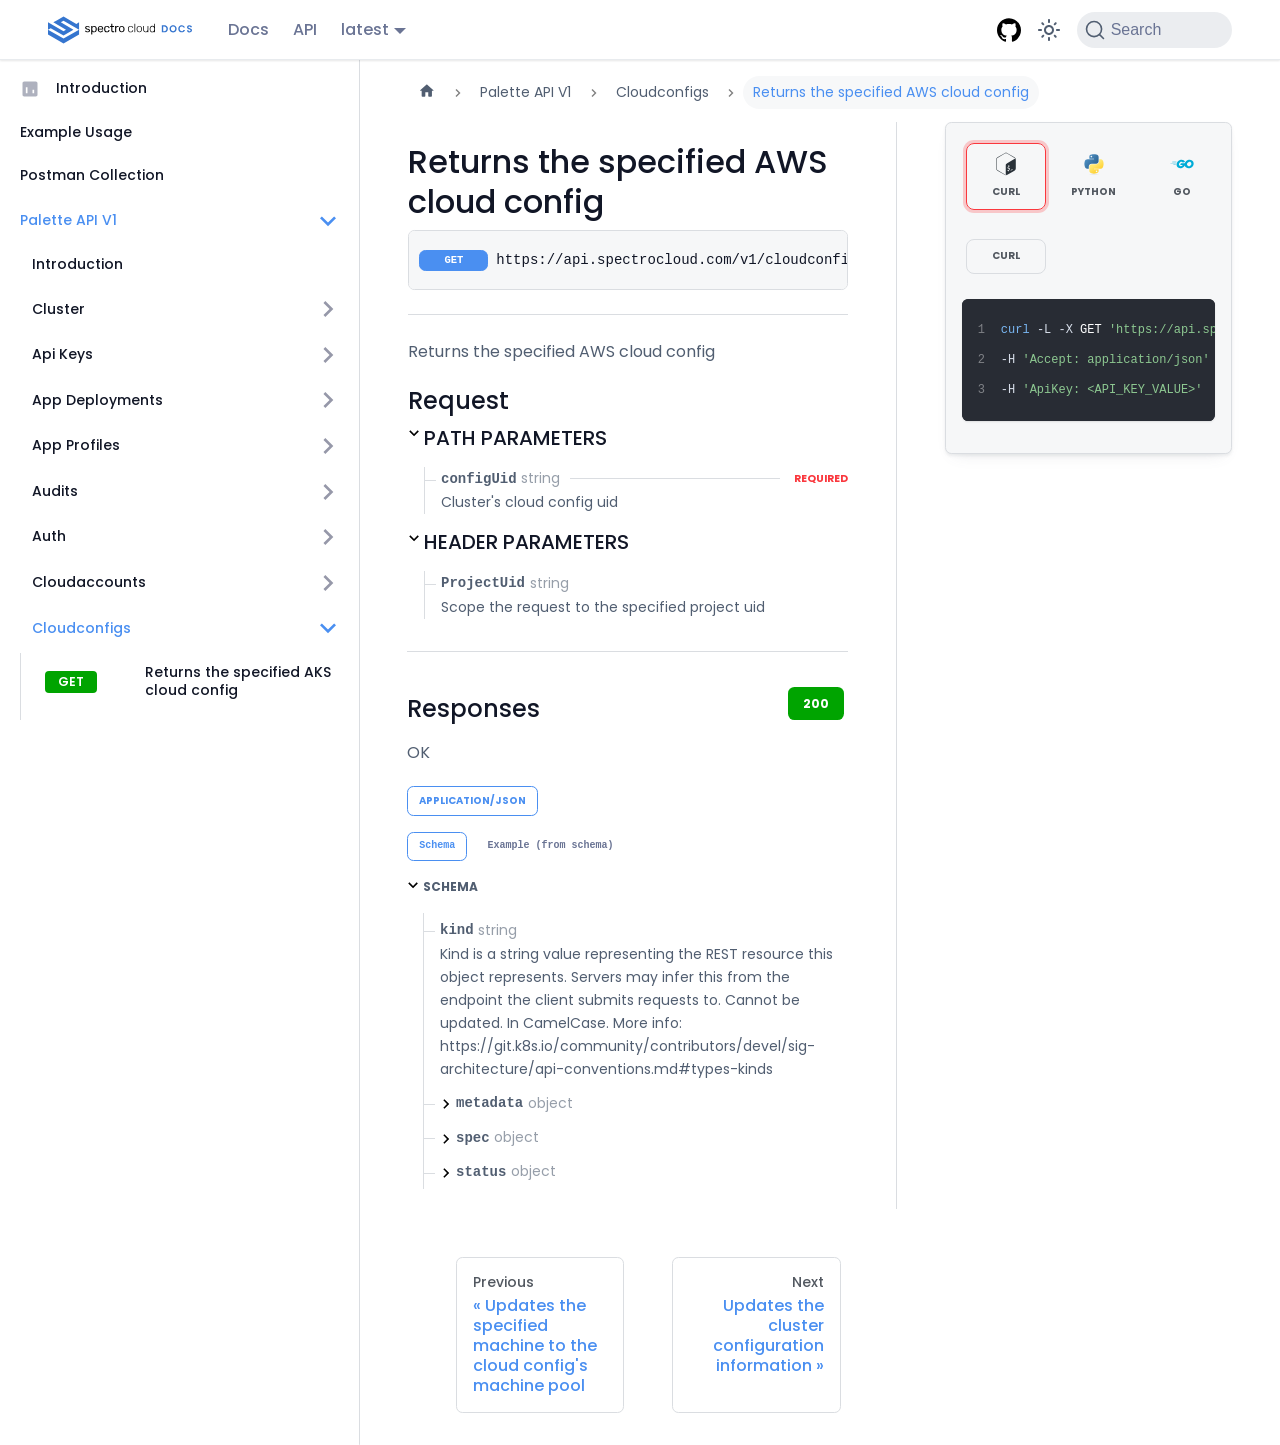 spectro cloud DOCS
Docs
API
latest
Search
Introduction
Example Usage
Postman Collection
Palette API V1
Introduction
Cluster
Api Keys
App Deployments
App Profiles
Audits
Auth
Cloudaccounts
Cloudconfigs
GET
Returns the specified AKS
cloud config
Palette API V1
Cloudconfigs
Returns the specified AWS cloud config
Returns the specified AWS
cloud config
GET https://api.spectrocloud.com/v1/cloudconfi
Returns the specified AWS cloud config
Request
PATH PARAMETERS
configUid string REQUIRED
Cluster's cloud config uid
HEADER PARAMETERS
ProjectUid string
Scope the request to the specified project uid
Responses
200
OK
APPLICATION/JSON
Schema
Example (from schema)
SCHEMA
kind string
Kind is a string value representing the REST resource this
object represents. Servers may infer this from the
endpoint the client submits requests to. Cannot be
updated. In CamelCase. More info:
https://git.k8s.io/community/contributors/devel/sig-
architecture/api-conventions.md#types-kinds
metadata object
spec object
status object
CURL
PYTHON
GO
CURL
1 curl -L -X GET 'https://api.sp
2 -H 'Accept: application/json'
3 -H 'ApiKey: <API_KEY_VALUE>'
Previous
« Updates the
specified
machine to the
cloud config's
machine pool
Next
Updates the
cluster
configuration
information »